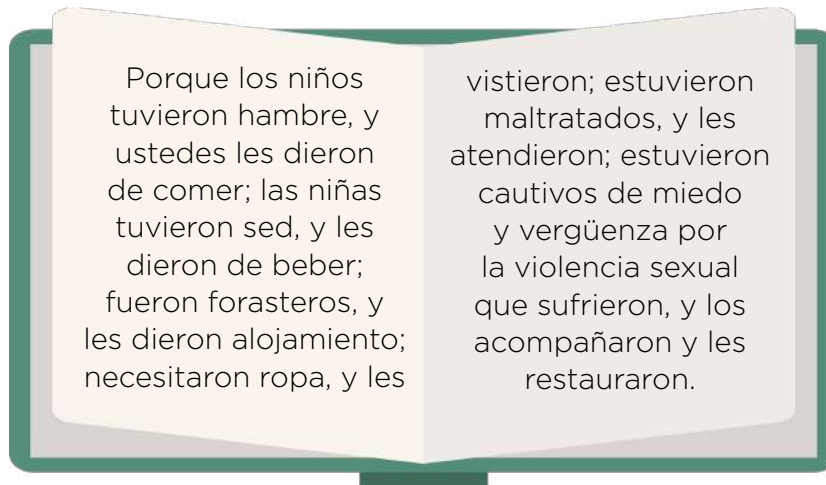 Porque los niños
tuvieron hambre, y
ustedes les dieron
de comer; las niñas
tuvieron sed, y les
dieron de beber;
fueron forasteros, y
les dieron alojamiento;
necesitaron ropa, y les
vistieron; estuvieron
maltratados, y les
atendieron; estuvieron
cautivos de miedo
y vergüenza por
la violencia sexual
que sufrieron, y los
acompañaron y les
restauraron.